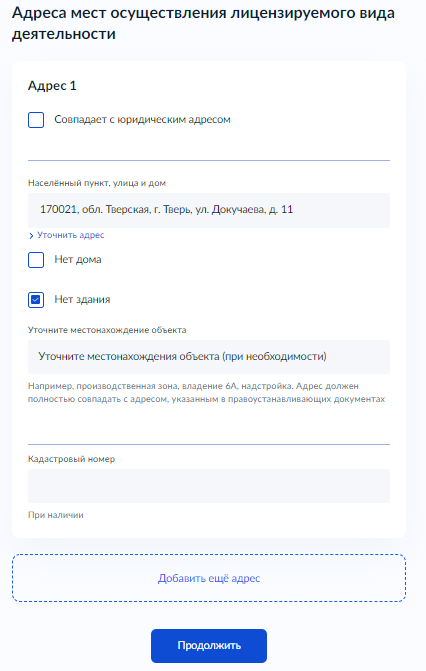 Адреса мест осуществления лицензируемого вида
деятельности
Адрес 1
Совпадает с юридическим адресом
Населённый пункт, улица и дом
170021, обл. Тверская, г. Тверь, ул. Докучаева, д. 11
Уточнить адрес
Нет дома
Нет здания
Уточните местонахождение объекта
Уточните местонахождения объекта (при необходимости)
Например, производственная зона, владение 6А, надстройка. Адрес должен
полностью совпадать с адресом, указанным в правоустанавливающих документах
Кадастровый номер
При наличии
Добавить ещё адрес
Продолжить